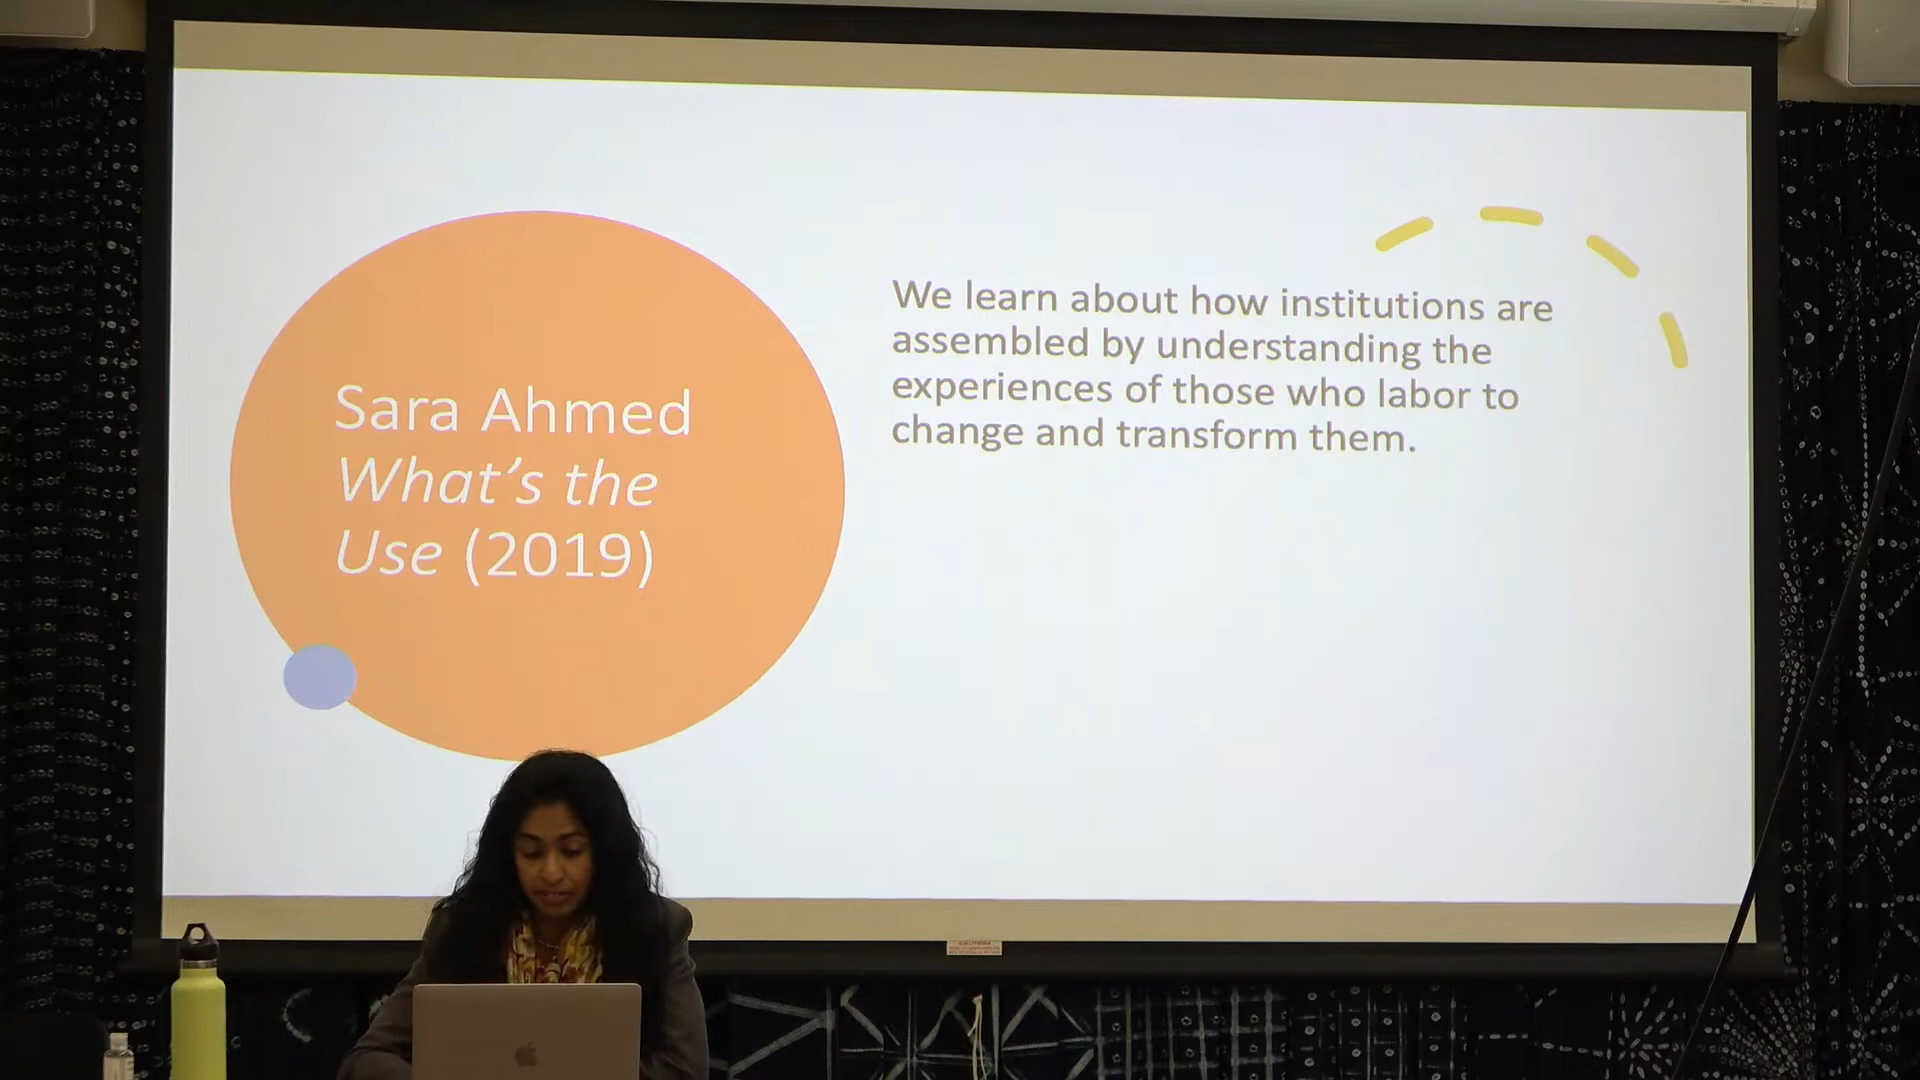 Sara Ahmed
What's the
Use (2019)
We learn about how institutions are
assembled by understanding the
experiences of those who labor to
change and transform them.